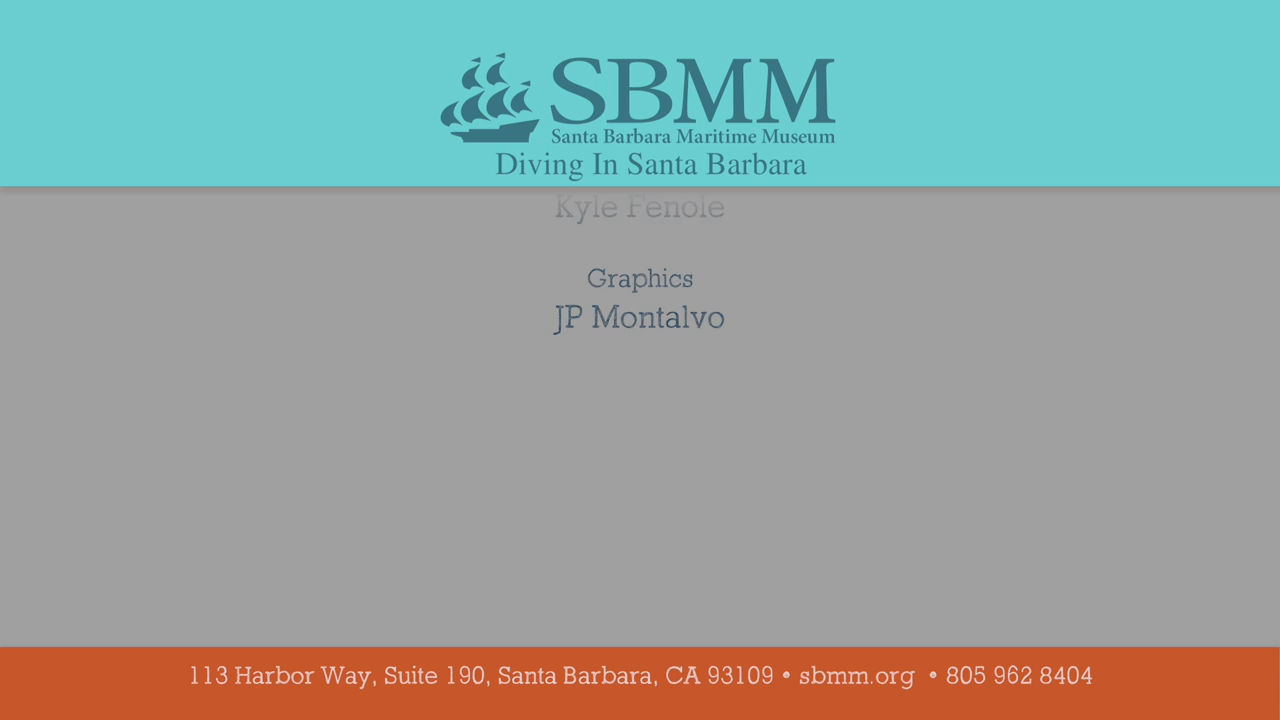 SBMM
Santa Barbara Maritime Museum
Diving In Santa Barbara
Kyle Fenole
Graphics
JP Montalvo
113 Harbor Way, Suite 190, Santa Barbara, CA 93109 • sbmm.org • 805 962 8404